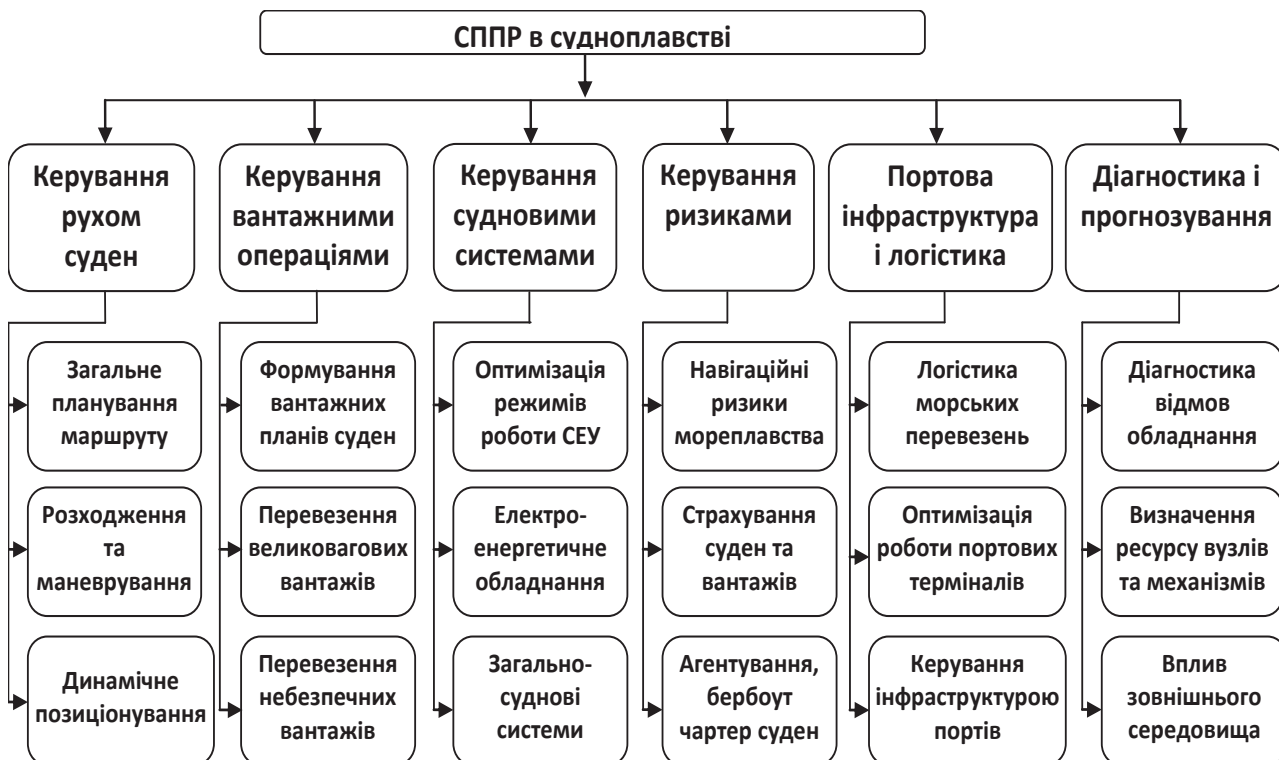 СППР в судноплавстві
Керування
рухом
суден
Керування
вантажними
операціями
Керування
судновими
системами
Керування
ризиками
Портова
інфраструктура
і логістика
Діагностика і
прогнозування
Загальне
планування
маршруту
Формування
вантажних
планів суден
Оптимізація
режимів
роботи СЕУ
Навігаційні
ризики
мореплавства
Логістика
морських
перевезень
Діагностика
відмов
обладнання
Розходження
та
маневрування
Перевезення
великовагових
вантажів
Електро-
енергетичне
обладнання
Страхування
суден та
вантажів
Оптимізація
роботи портових
терміналів
Визначення
ресурсу вузлів
та механізмів
Динамічне
позиціонування
Перевезення
небезпечних
вантажів
Загально-
суднові
системи
Агентування,
бербоут
чартер суден
Керування
інфраструктурою
портів
Вплив
зовнішнього
середовища